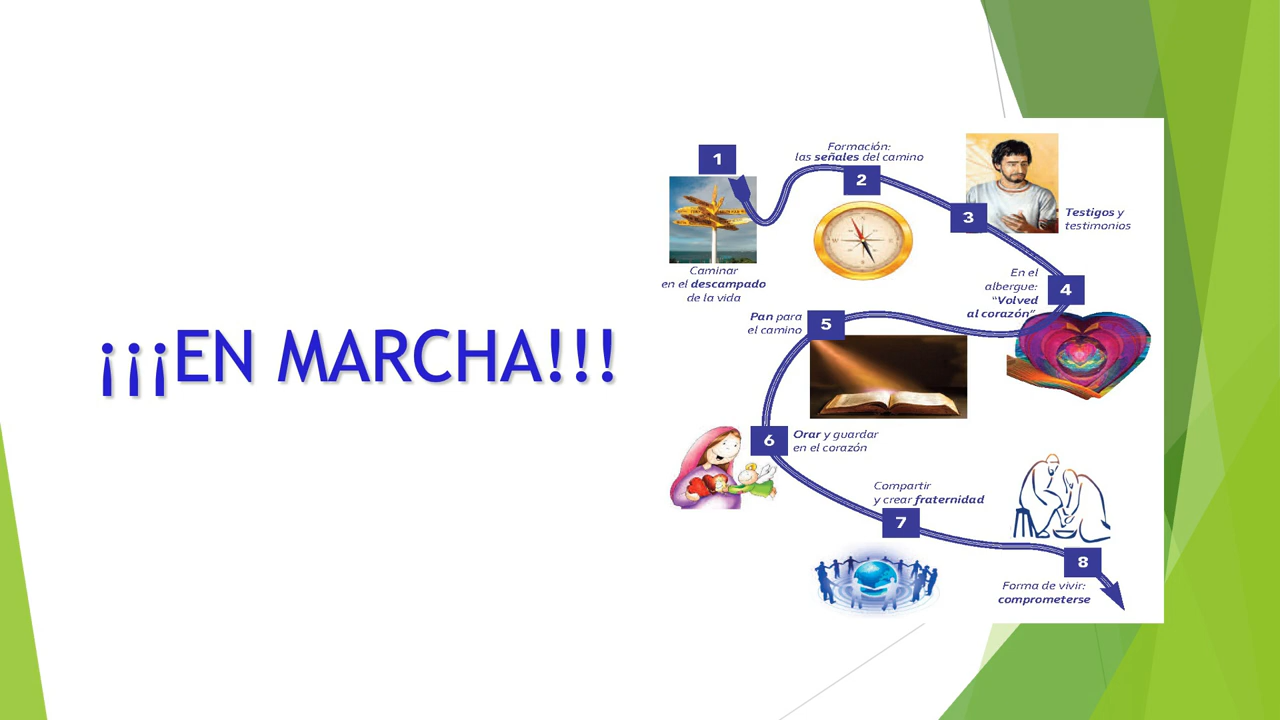 ¡¡¡EN MARCHA!!!
1
Caminar
en el descampado
de la vida
Formación:
las señales del camino
2
3
Testigos y
testimonios
En el
albergue:
"Volved
al corazón"
4
Pan para
el camino
5
6
Orar y guardar
en el corazón
Compartir
y crear fraternidad
7
8
Forma de vivir:
comprometerse